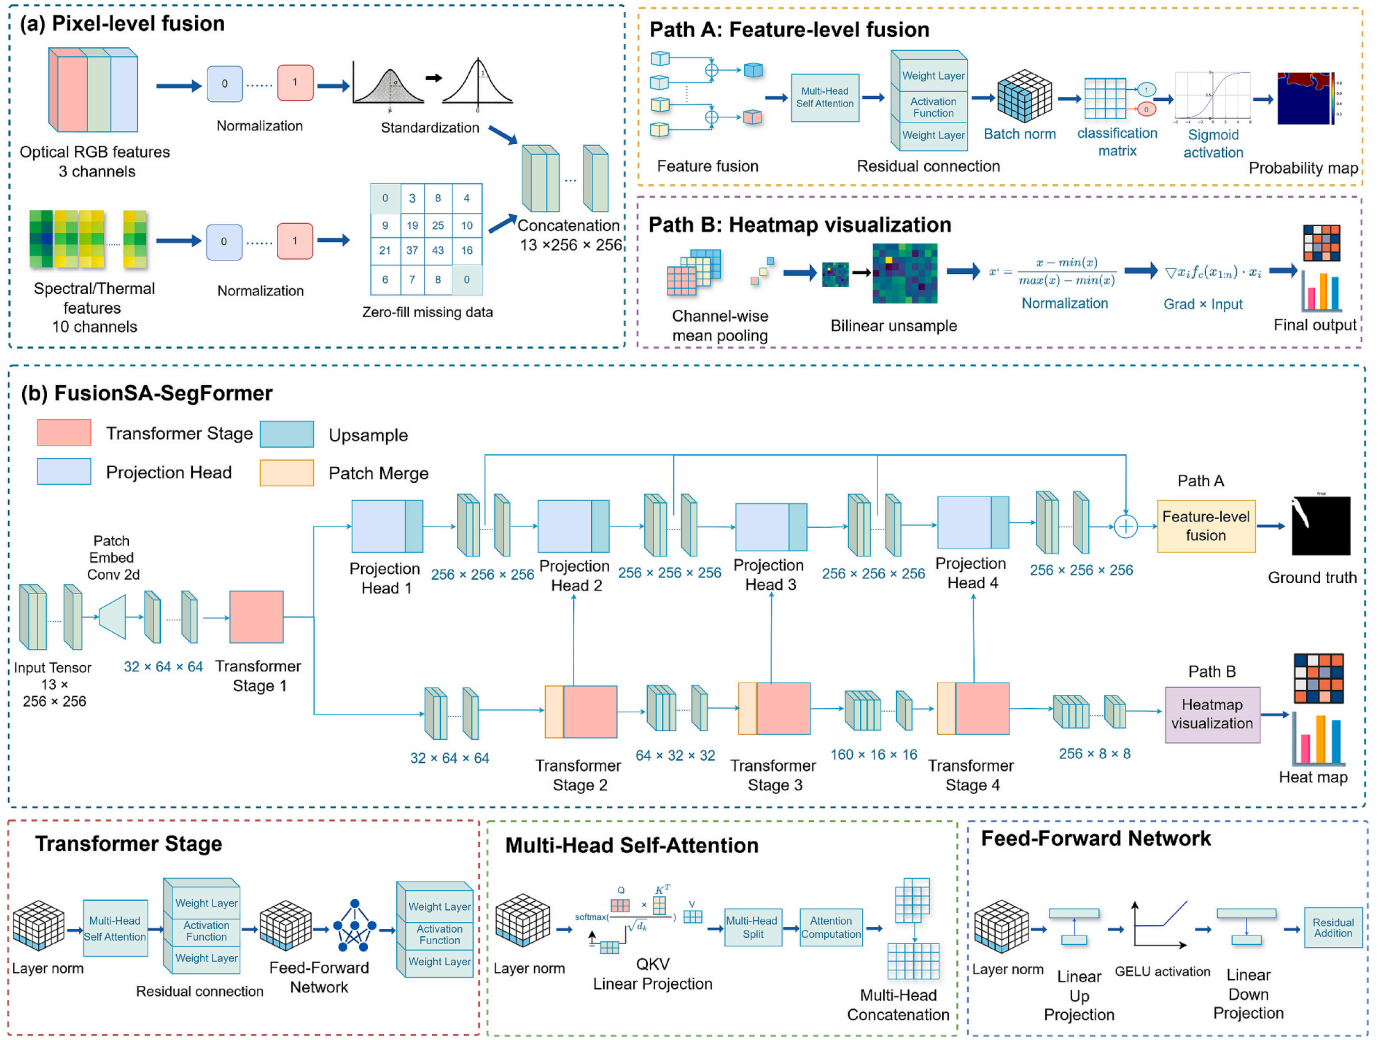 (a) Pixel-level fusion
0
1
Normalization
Standardization
Optical RGB features
3 channels
0
1
Normalization
Spectral/Thermal
features
10 channels
0 3 8 4
9 19 25 10
21 37 43 16
6 7 8 0
Zero-fill missing data
Concatenation
13 ×256 × 256
Path A: Feature-level fusion
Feature fusion
Multi-Head
Self Attention
Weight Layer
Activation
Function
Weight Layer
Residual connection
Batch norm
1
0
classification
matrix
Sigmoid
activation
Probability map
Path B: Heatmap visualization
Channel-wise
mean pooling
Bilinear unsample
x' = x − min(x) / max(x) − min(x)
Normalization
▽x_i f_c(x_{1:n}) · x_i
Grad × Input
Final output
(b) FusionSA-SegFormer
Transformer Stage
Upsample
Projection Head
Patch Merge
Input Tensor
13 ×
256 × 256
Patch
Embed
Conv 2d
32 × 64 × 64
Transformer
Stage 1
Projection
Head 1
256 × 256 × 256
Projection
Head 2
256 × 256 × 256
Projection
Head 3
256 × 256 × 256
Projection
Head 4
256 × 256 × 256
Path A
Feature-level
fusion
Ground truth
32 × 64 × 64
Transformer
Stage 2
64 × 32 × 32
Transformer
Stage 3
160 × 16 × 16
Transformer
Stage 4
256 × 8 × 8
Path B
Heatmap
visualization
Heat map
Transformer Stage
Layer norm
Multi-Head
Self Attention
Weight Layer
Activation
Function
Weight Layer
Residual connection
Feed-Forward
Network
Weight Layer
Activation
Function
Weight Layer
Multi-Head Self-Attention
Layer norm
softmax(Q × K^T / √d_k) V
QKV
Linear Projection
Multi-Head
Split
Attention
Computation
Multi-Head
Concatenation
Feed-Forward Network
Layer norm
Linear
Up
Projection
GELU activation
Linear
Down
Projection
Residual
Addition